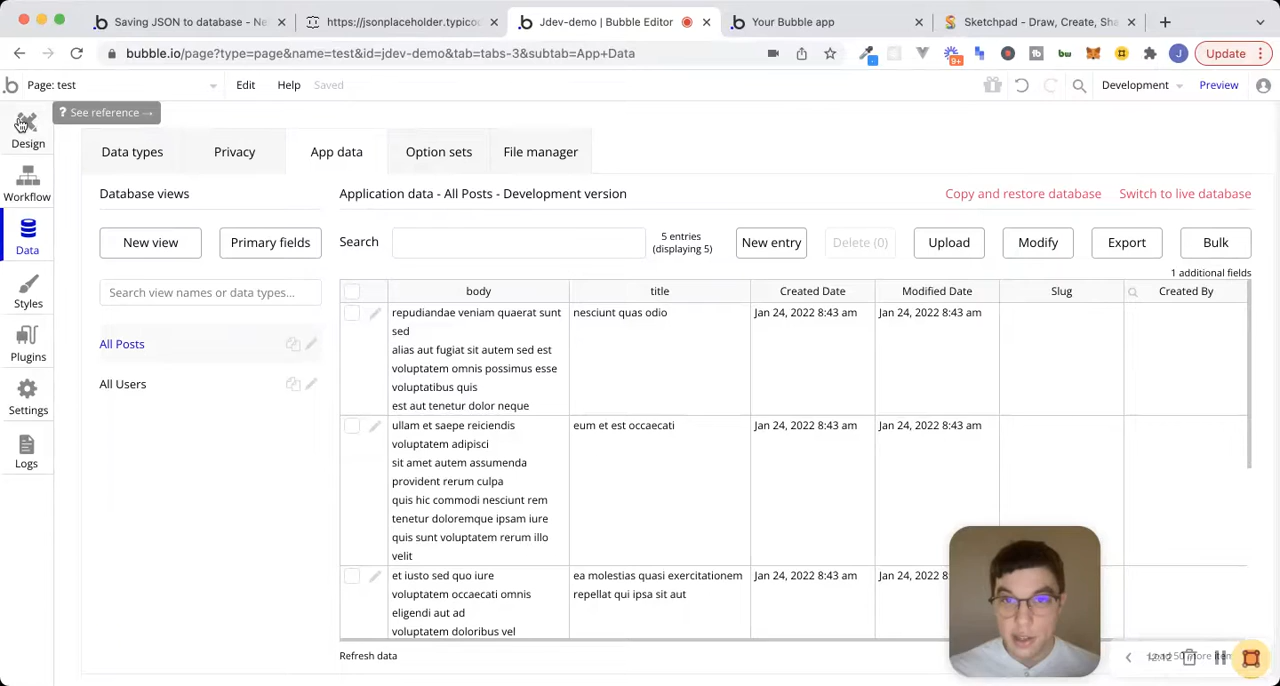 Saving JSON to database - Ne
https://jsonplaceholder.typico
Jdev-demo | Bubble Editor
Your Bubble app
Sketchpad - Draw, Create, Sha
bubble.io/page?type=page&name=test&id=jdev-demo&tab=tabs-3&subtab=App+Data
9+
J
Update
Page: test
Edit
Help
Saved
Development
Preview
? See reference →
Design
Workflow
Data
Styles
Plugins
Settings
Logs
Data types
Privacy
App data
Option sets
File manager
Database views
Application data - All Posts - Development version
Copy and restore database
Switch to live database
New view
Primary fields
Search
5 entries
(displaying 5)
New entry
Delete (0)
Upload
Modify
Export
Bulk
1 additional fields
Search view names or data types...
All Posts
All Users
body
title
Created Date
Modified Date
Slug
Created By
repudiandae veniam quaerat sunt
sed
alias aut fugiat sit autem sed est
voluptatem omnis possimus esse
voluptatibus quis
est aut tenetur dolor neque
nesciunt quas odio
Jan 24, 2022 8:43 am
Jan 24, 2022 8:43 am
ullam et saepe reiciendis
voluptatem adipisci
sit amet autem assumenda
provident rerum culpa
quis hic commodi nesciunt rem
tenetur doloremque ipsam iure
quis sunt voluptatem rerum illo
velit
eum et est occaecati
Jan 24, 2022 8:43 am
Jan 24, 2022 8:43 am
et iusto sed quo iure
voluptatem occaecati omnis
eligendi aut ad
voluptatem doloribus vel
ea molestias quasi exercitationem
repellat qui ipsa sit aut
Jan 24, 2022 8:43 am
Jan 24, 2022 8
Refresh data
12:12